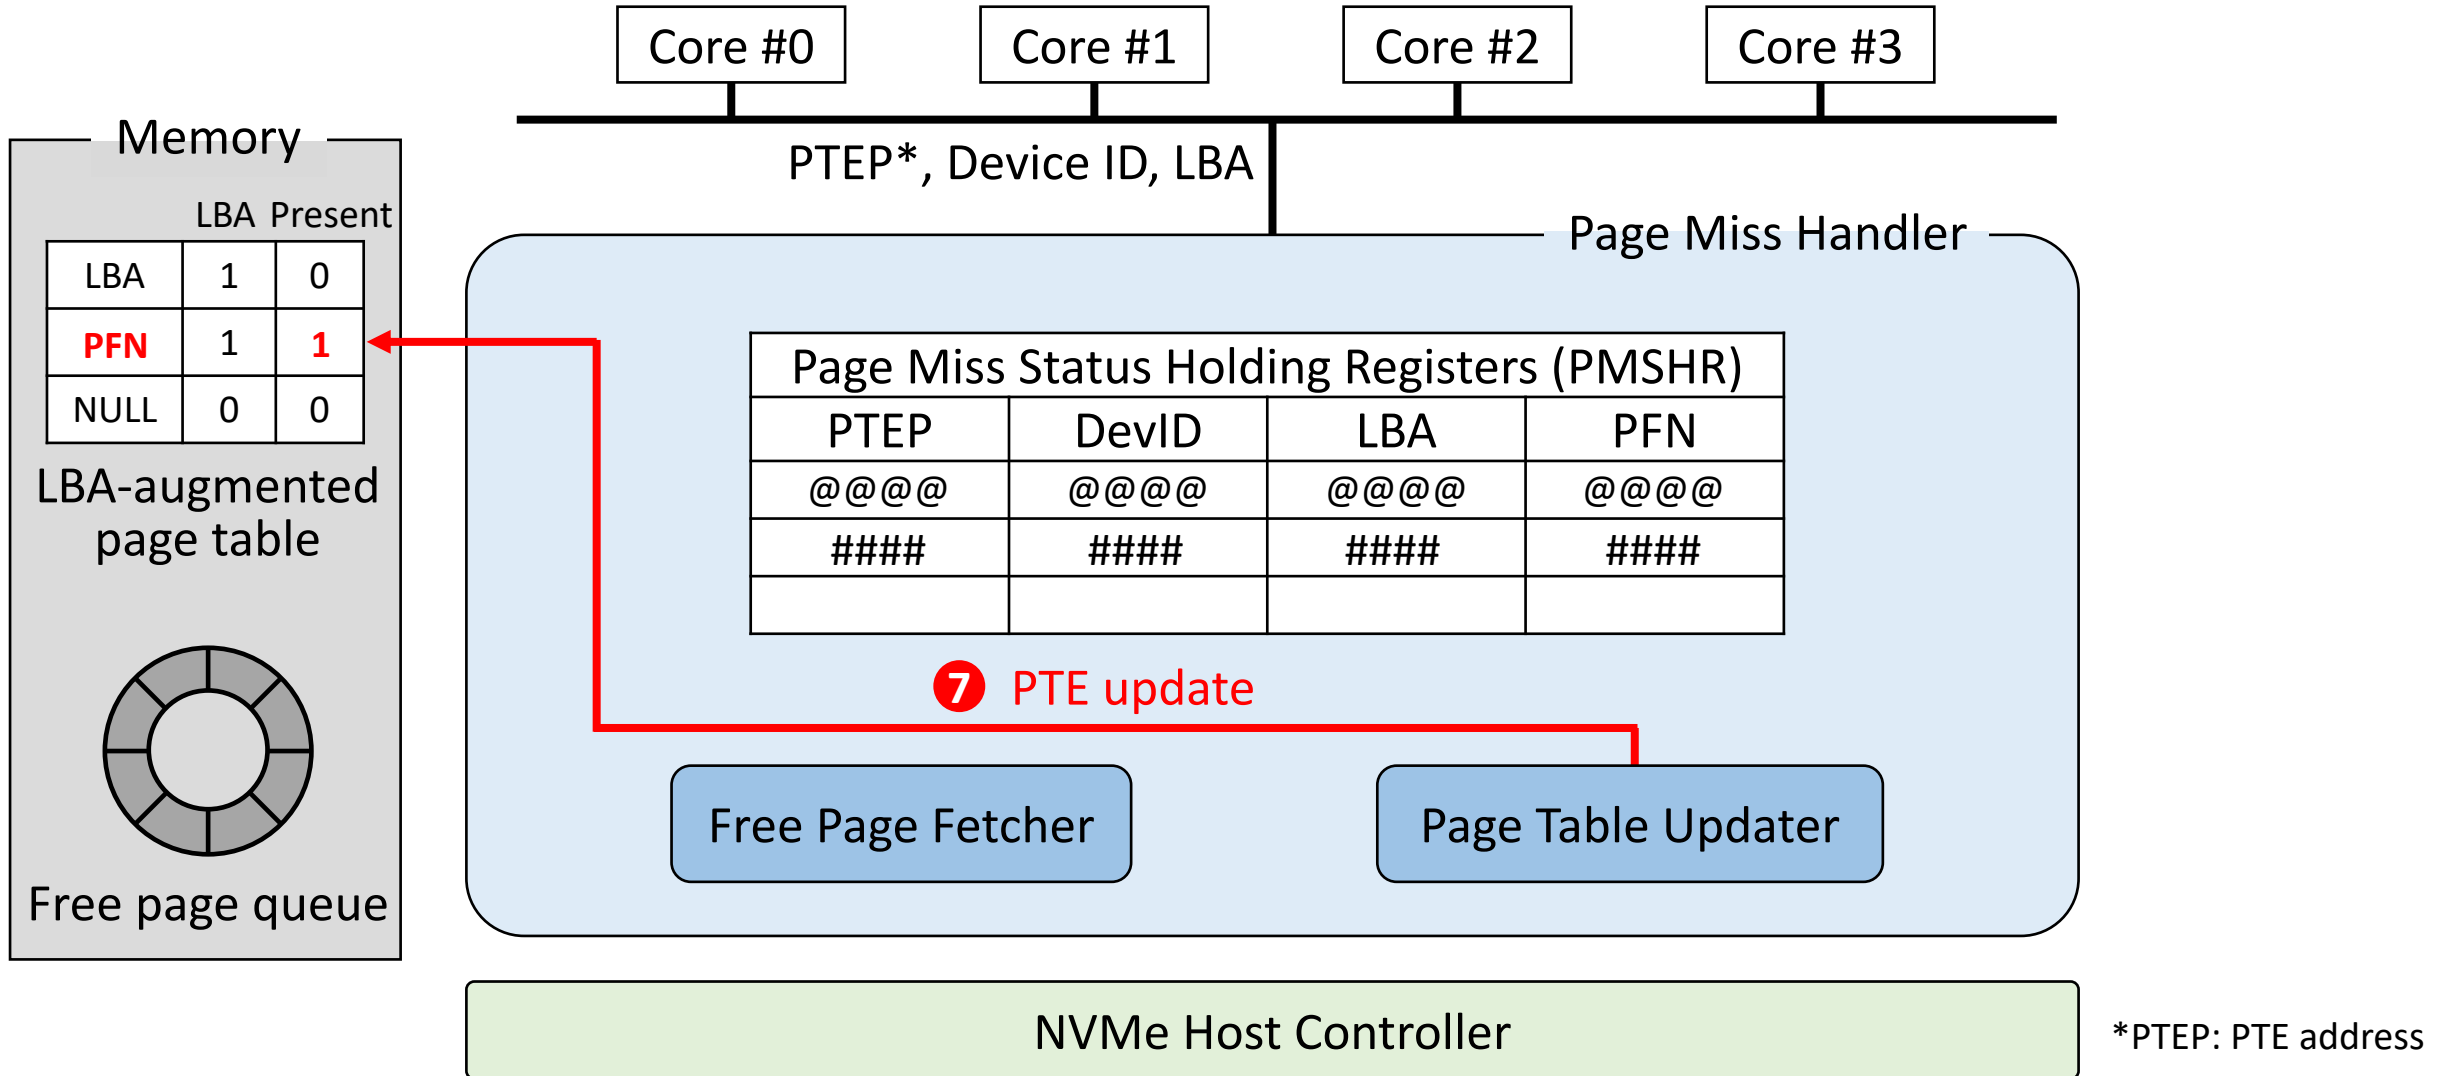 Core #0 Core #1 Core #2 Core #3
PTEP*, Device ID, LBA
Memory
LBA Present
LBA 1 0
PFN 1 1
NULL 0 0
LBA-augmented
page table
Free page queue
Page Miss Handler
Page Miss Status Holding Registers (PMSHR)
PTEP DevID LBA PFN
@@@@ @@@@ @@@@ @@@@
#### #### #### ####
7 PTE update
Free Page Fetcher
Page Table Updater
NVMe Host Controller
*PTEP: PTE address